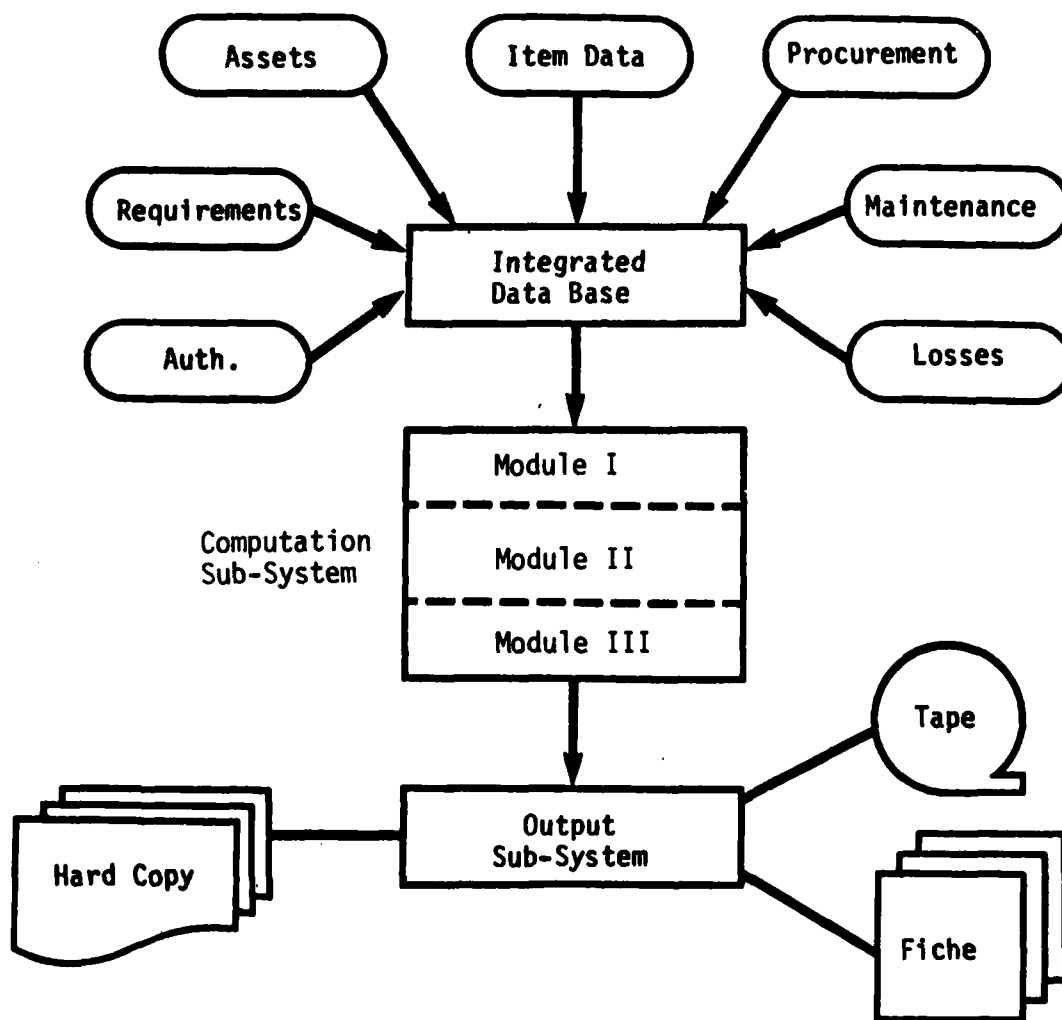 Assets
Item Data
Procurement
Requirements
Maintenance
Integrated
Data Base
Auth.
Losses
Module I
Computation
Sub-System
Module II
Module III
Tape
Output
Sub-System
Hard Copy
Fiche